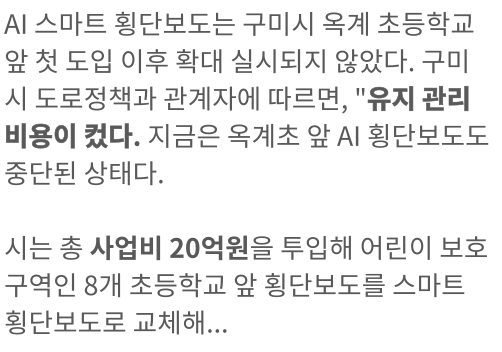 AI 스마트 횡단보도는 구미시 옥계 초등학교
앞 첫 도입 이후 확대 실시되지 않았다. 구미
시 도로정책과 관계자에 따르면, "유지 관리
비용이 컸다. 지금은 옥계초 앞 AI 횡단보도도
중단된 상태다.
시는 총 사업비 20억원을 투입해 어린이 보호
구역인 8개 초등학교 앞 횡단보도를 스마트
횡단보도로 교체해...